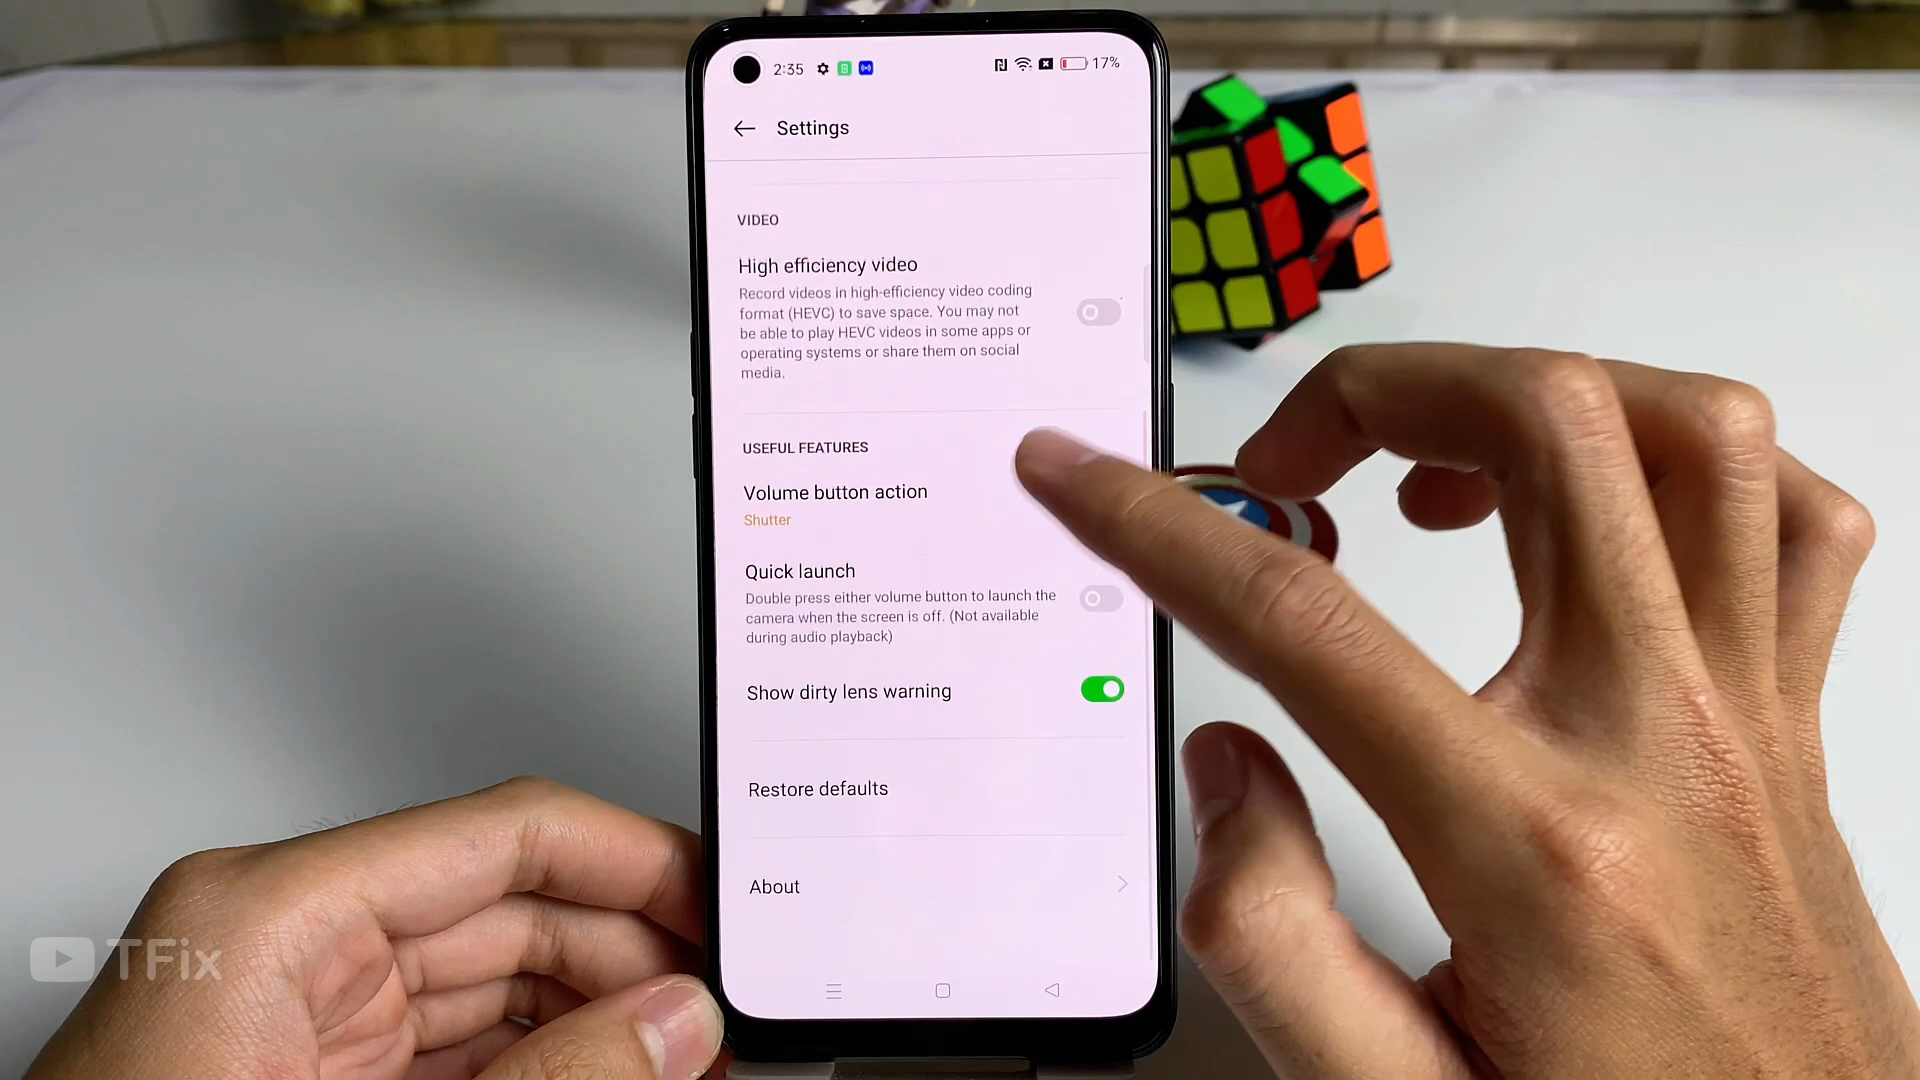 2:35
17%
Settings
VIDEO
High efficiency video
Record videos in high-efficiency video coding
format (HEVC) to save space. You may not
be able to play HEVC videos in some apps or
operating systems or share them on social
media.
USEFUL FEATURES
Volume button action
Shutter
Quick launch
Double press either volume button to launch the
camera when the screen is off. (Not available
during audio playback)
Show dirty lens warning
Restore defaults
About
TFix